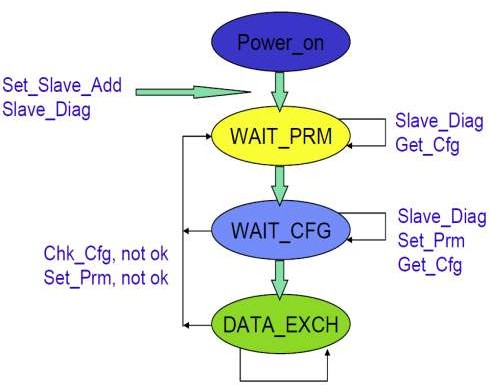 Power_on
Set_Slave_Add
Slave_Diag
WAIT_PRM
Slave_Diag
Get_Cfg
WAIT_CFG
Slave_Diag
Set_Prm
Get_Cfg
Chk_Cfg, not ok
Set_Prm, not ok
DATA_EXCH